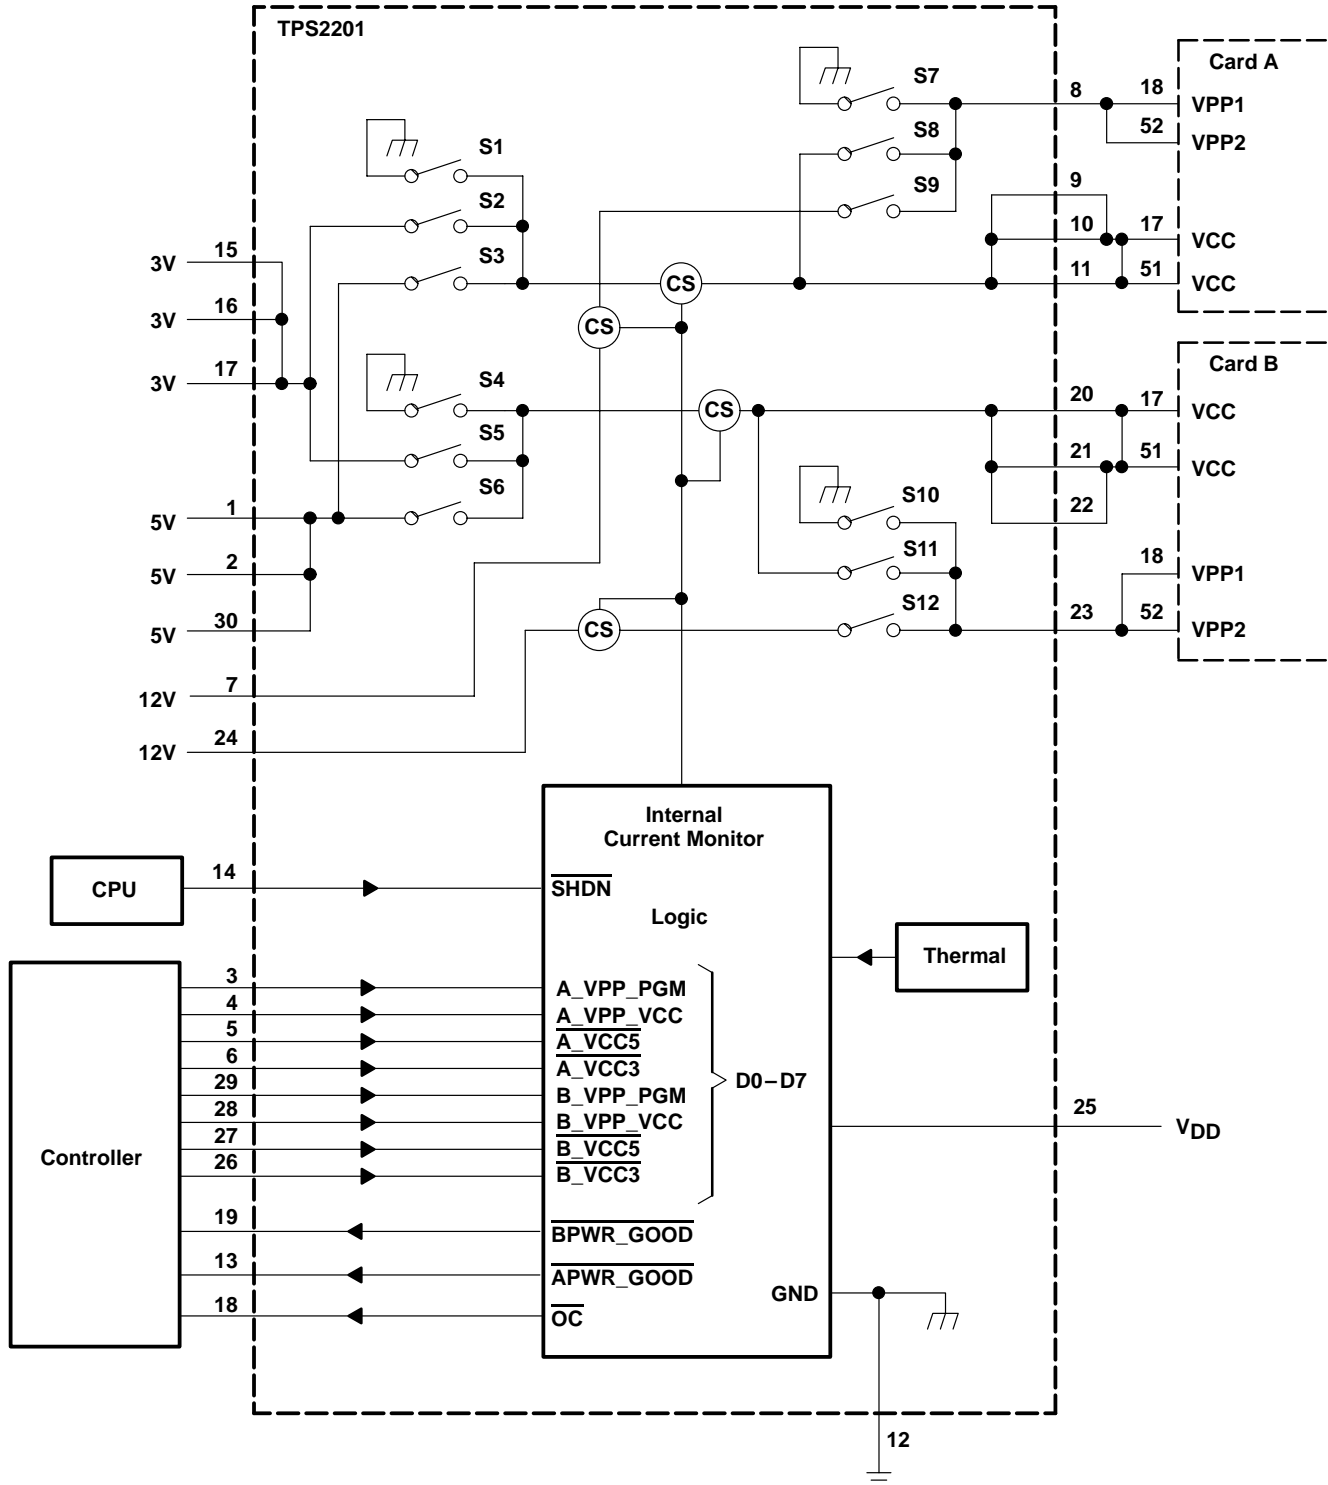 TPS2201
Card A
S7
8
18
VPP1
S8
52
VPP2
S1
S9
9
S2
10
17
VCC
15
3V
S3
CS
11
51
VCC
16
3V
CS
Card B
17
3V
S4
CS
20
17
VCC
S5
21
51
VCC
S6
S10
22
1
5V
S11
2
5V
18
VPP1
S12
30
5V
CS
23
52
VPP2
7
12V
24
12V
Internal
Current Monitor
CPU
14
SHDN
Logic
Thermal
3
A_VPP_PGM
4
A_VPP_VCC
5
A_VCC5
6
A_VCC3
D0–D7
29
B_VPP_PGM
28
B_VPP_VCC
25
VDD
27
B_VCC5
Controller
26
B_VCC3
19
BPWR_GOOD
13
APWR_GOOD
GND
18
OC
12